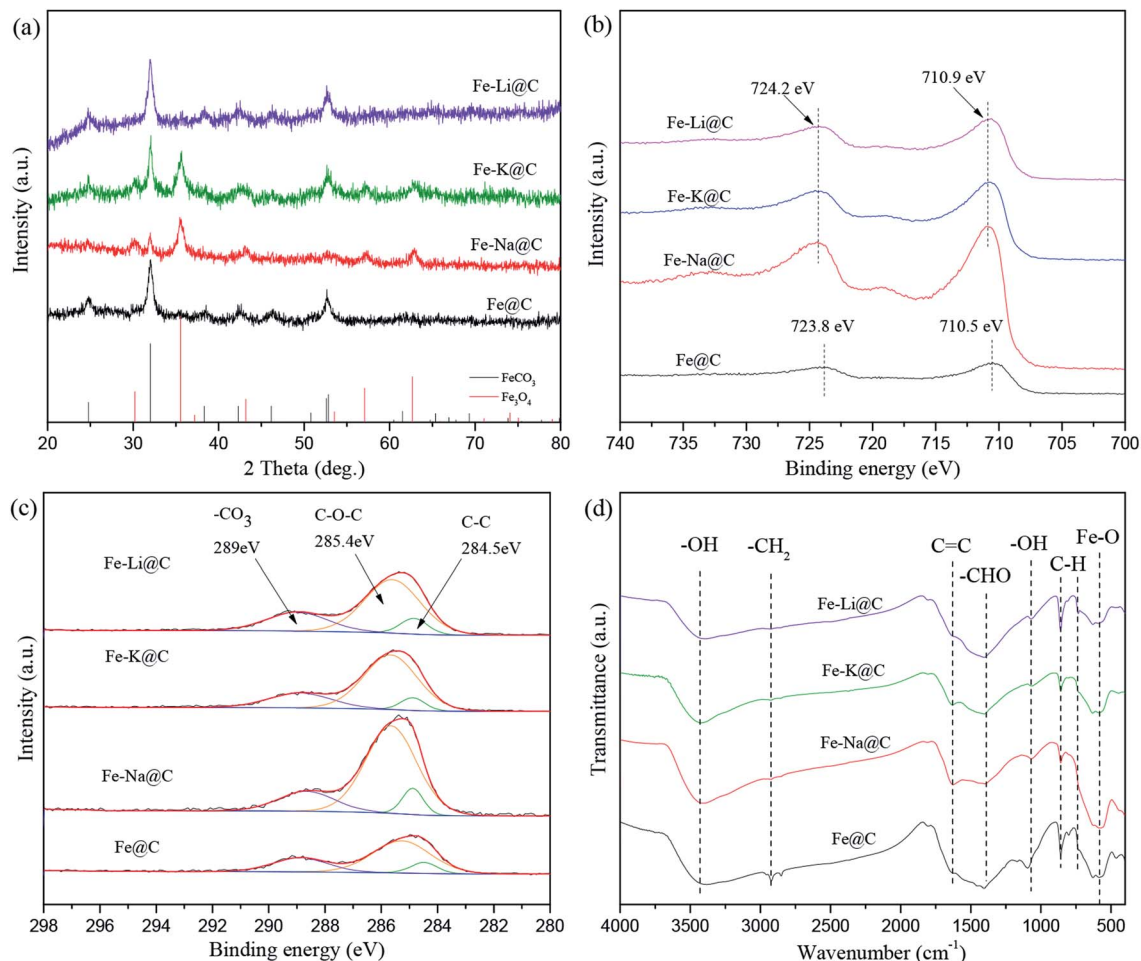 (a)
Fe-Li@C
Fe-K@C
Fe-Na@C
Fe@C
FeCO3
Fe3O4
Intensity (a.u.)
20 30 40 50 60 70 80
2 Theta (deg.)
(b)
724.2 eV
710.9 eV
Fe-Li@C
Fe-K@C
Fe-Na@C
723.8 eV
710.5 eV
Fe@C
Intensity (a.u.)
740 735 730 725 720 715 710 705 700
Binding energy (eV)
(c)
-CO3
289eV
C-O-C
285.4eV
C-C
284.5eV
Fe-Li@C
Fe-K@C
Fe-Na@C
Fe@C
Intensity (a.u.)
298 296 294 292 290 288 286 284 282 280
Binding energy (eV)
(d)
-OH
-CH2
C=C
-CHO
-OH
C-H
Fe-O
Fe-Li@C
Fe-K@C
Fe-Na@C
Fe@C
Transmittance (a.u.)
4000 3500 3000 2500 2000 1500 1000 500
Wavenumber (cm-1)